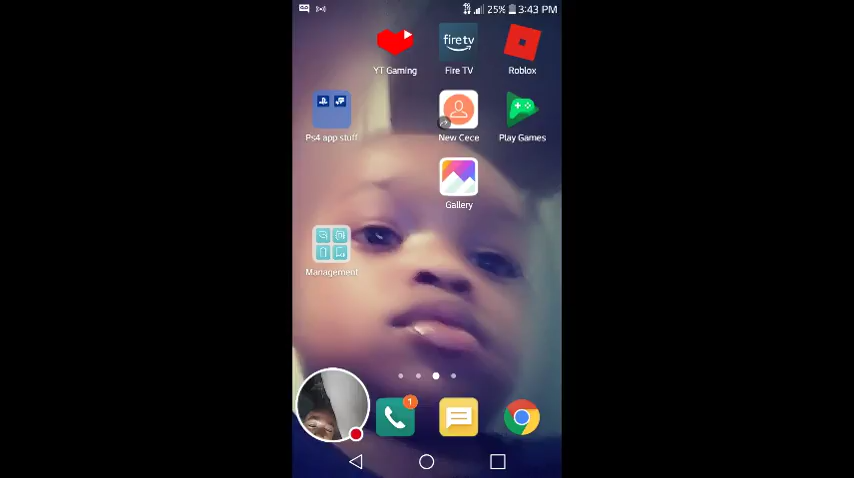 25% 3:43 PM
fire tv
YT Gaming Fire TV Roblox
Ps4 app stuff New Cece Play Games
Gallery
Management
1